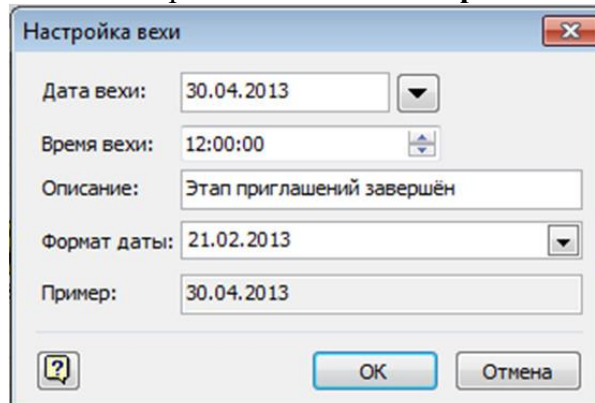 Настройка вехи
Дата вехи: 30.04.2013
Время вехи: 12:00:00
Описание: Этап приглашений завершён
Формат даты: 21.02.2013
Пример: 30.04.2013
ОК Отмена